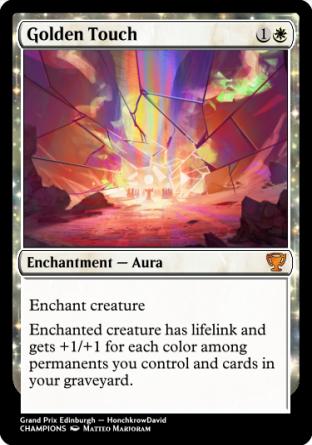 Golden Touch 1
Enchantment — Aura
Enchant creature
Enchanted creature has lifelink and
gets +1/+1 for each color among
permanents you control and cards in
your graveyard.
Grand Prix Edinburgh — HonchkrowDavid
CHAMPIONS Matteo Marjoram